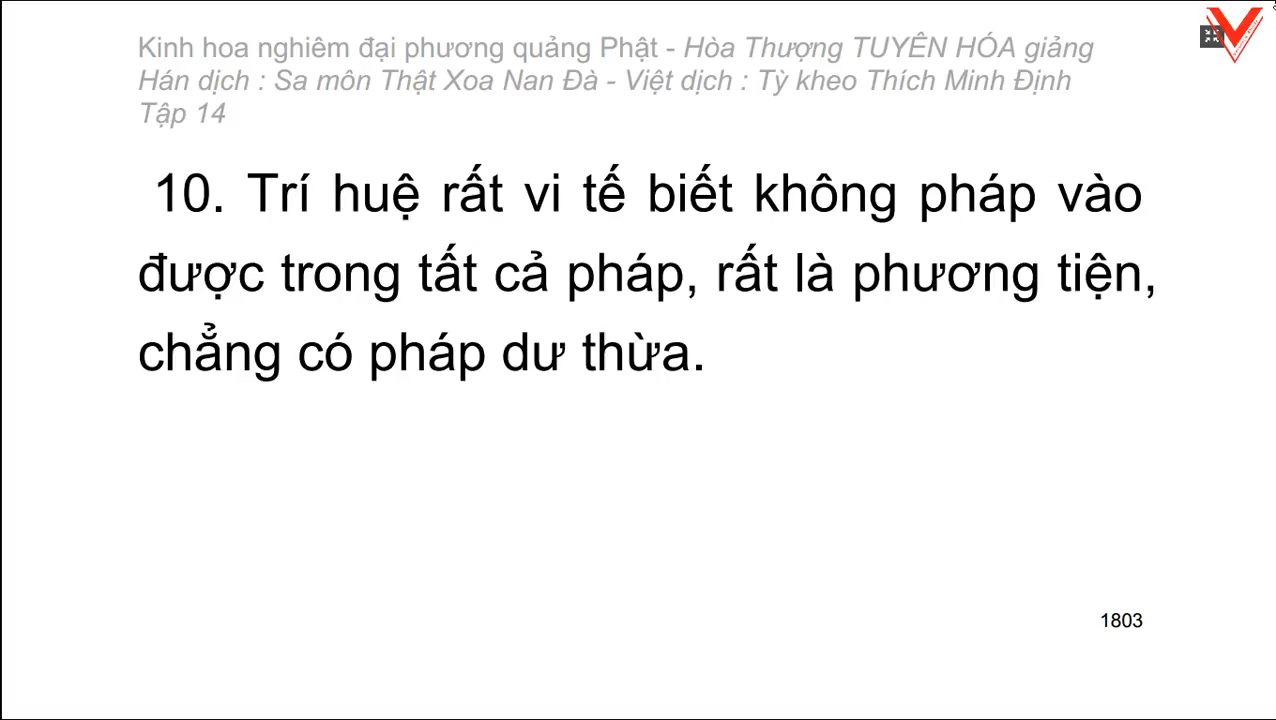 Kinh hoa nghiêm đại phương quảng Phật - Hòa Thượng TUYÊN HÓA giảng
Hán dịch : Sa môn Thật Xoa Nan Đà - Việt dịch : Tỳ kheo Thích Minh Định
Tập 14
10. Trí huệ rất vi tế biết không pháp vào
được trong tất cả pháp, rất là phương tiện,
chẳng có pháp dư thừa.
1803